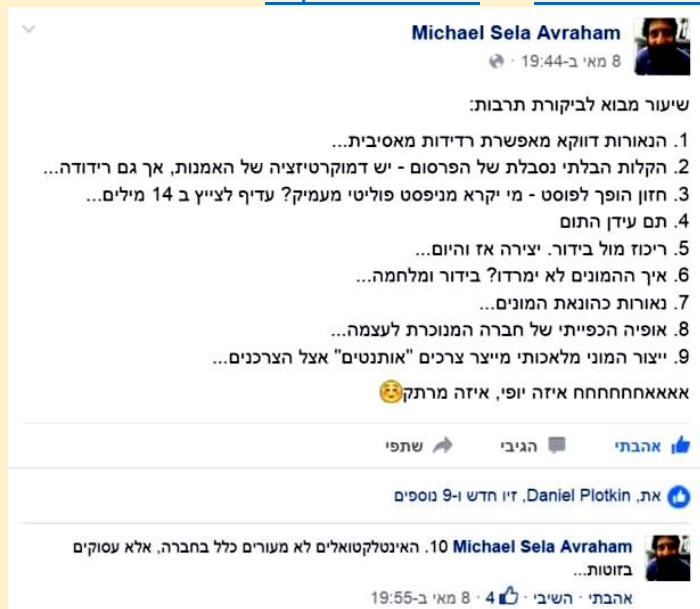 Michael Sela Avraham
8 מאי ב-19:44 ·
שיעור מבוא לביקורת תרבות:
1. הנאורות דווקא מאפשרת רדידות מאסיבית...
2. הקלות הבלתי נסבלת של הפרסום - יש דמוקרטיזציה של האמנות, אך גם רידודה...
3. חזון הופך לפוסט - מי יקרא מניפסט פוליטי מעמיק? עדיף לצייץ ב 14 מילים...
4. תם עידן התום
5. ריכוז מול בידור. יצירה אז והיום...
6. איך ההמונים לא ימרדו? בידור ומלחמה...
7. נאורות כהונאת המונים...
8. אופיה הכפייתי של חברה המנוכרת לעצמה...
9. ייצור המוני מלאכותי מייצר צרכים "אותנטים" אצל הצרכנים...
אאאאחחחחחח איזה יופי, איזה מרתק
אהבתי הגיבי שתפי
את, Daniel Plotkin, זיו חדש ו-9 נוספים
Michael Sela Avraham 10. האינטלקטואלים לא מעורים כלל בחברה, אלא עסוקים
בזוטות...
אהבתי · השיבי · 4 · 8 מאי ב-19:55